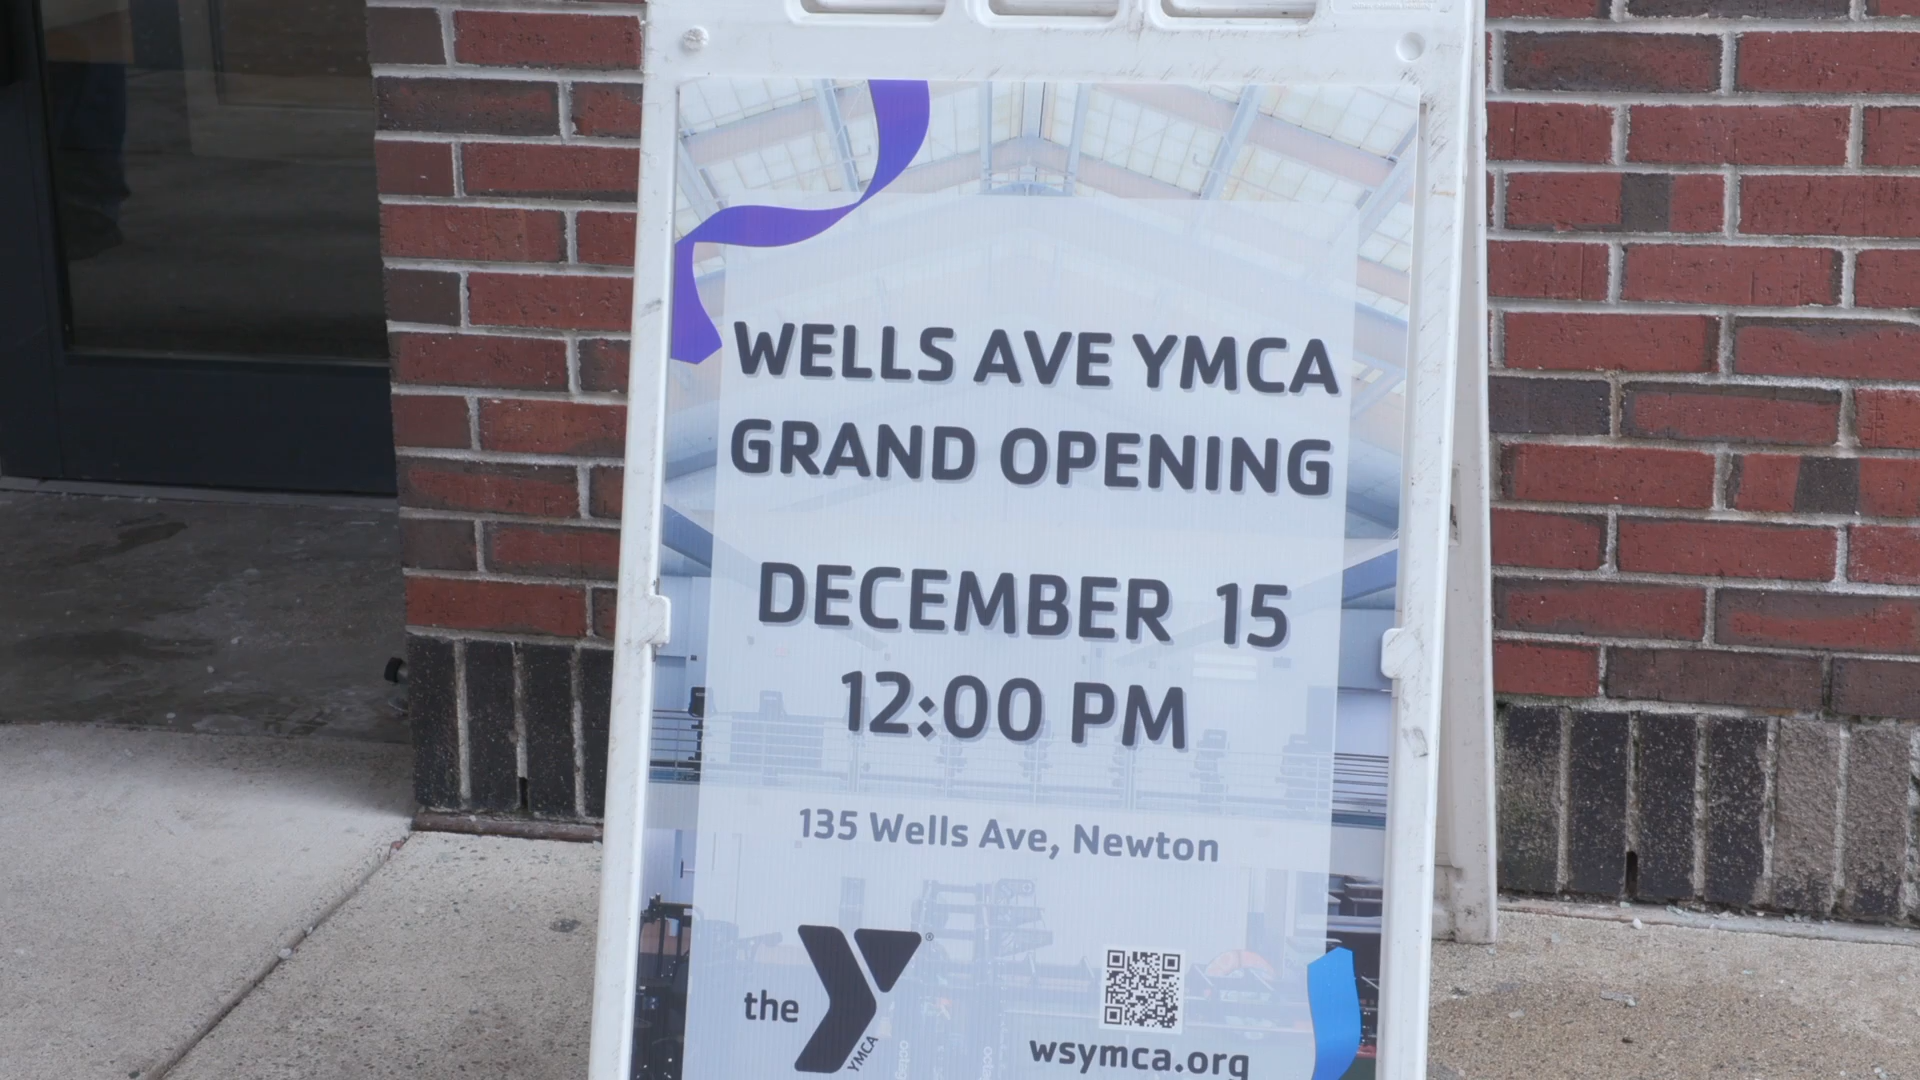 WELLS AVE YMCA
GRAND OPENING
DECEMBER 15
12:00 PM
135 Wells Ave, Newton
the
YMCA
®
wsymca.org